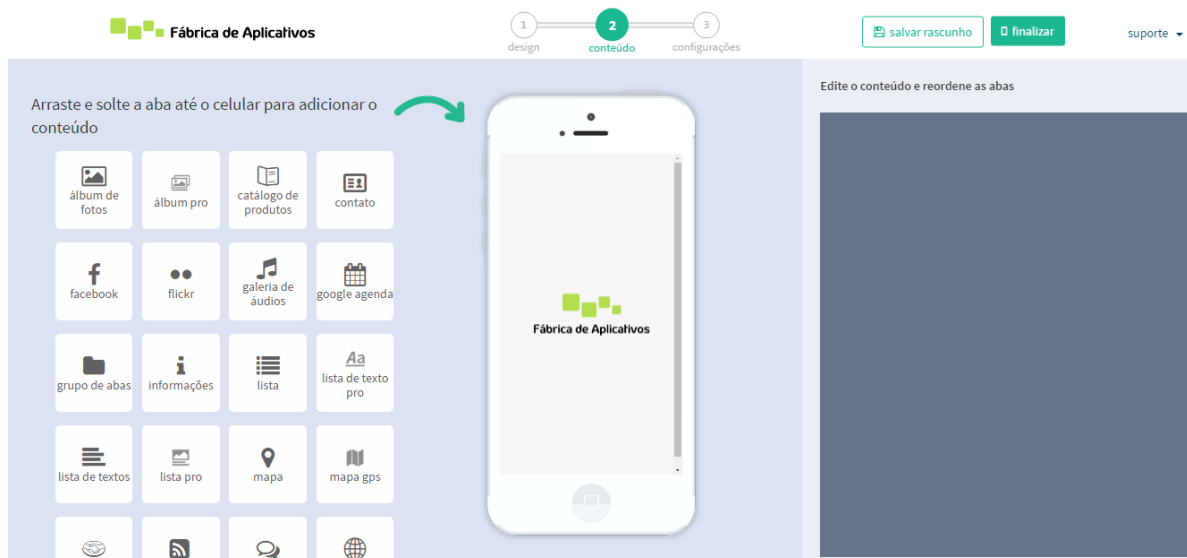 Fábrica de Aplicativos
1
2
3
design
conteúdo
configurações
salvar rascunho
finalizar
suporte
Arraste e solte a aba até o celular para adicionar o
conteúdo
Edite o conteúdo e reordene as abas
álbum de
fotos
álbum pro
catálogo de
produtos
contato
facebook
flickr
galeria de
áudios
google agenda
grupo de abas
informações
lista
Aa
lista de texto
pro
lista de textos
lista pro
mapa
mapa gps
Fábrica de Aplicativos